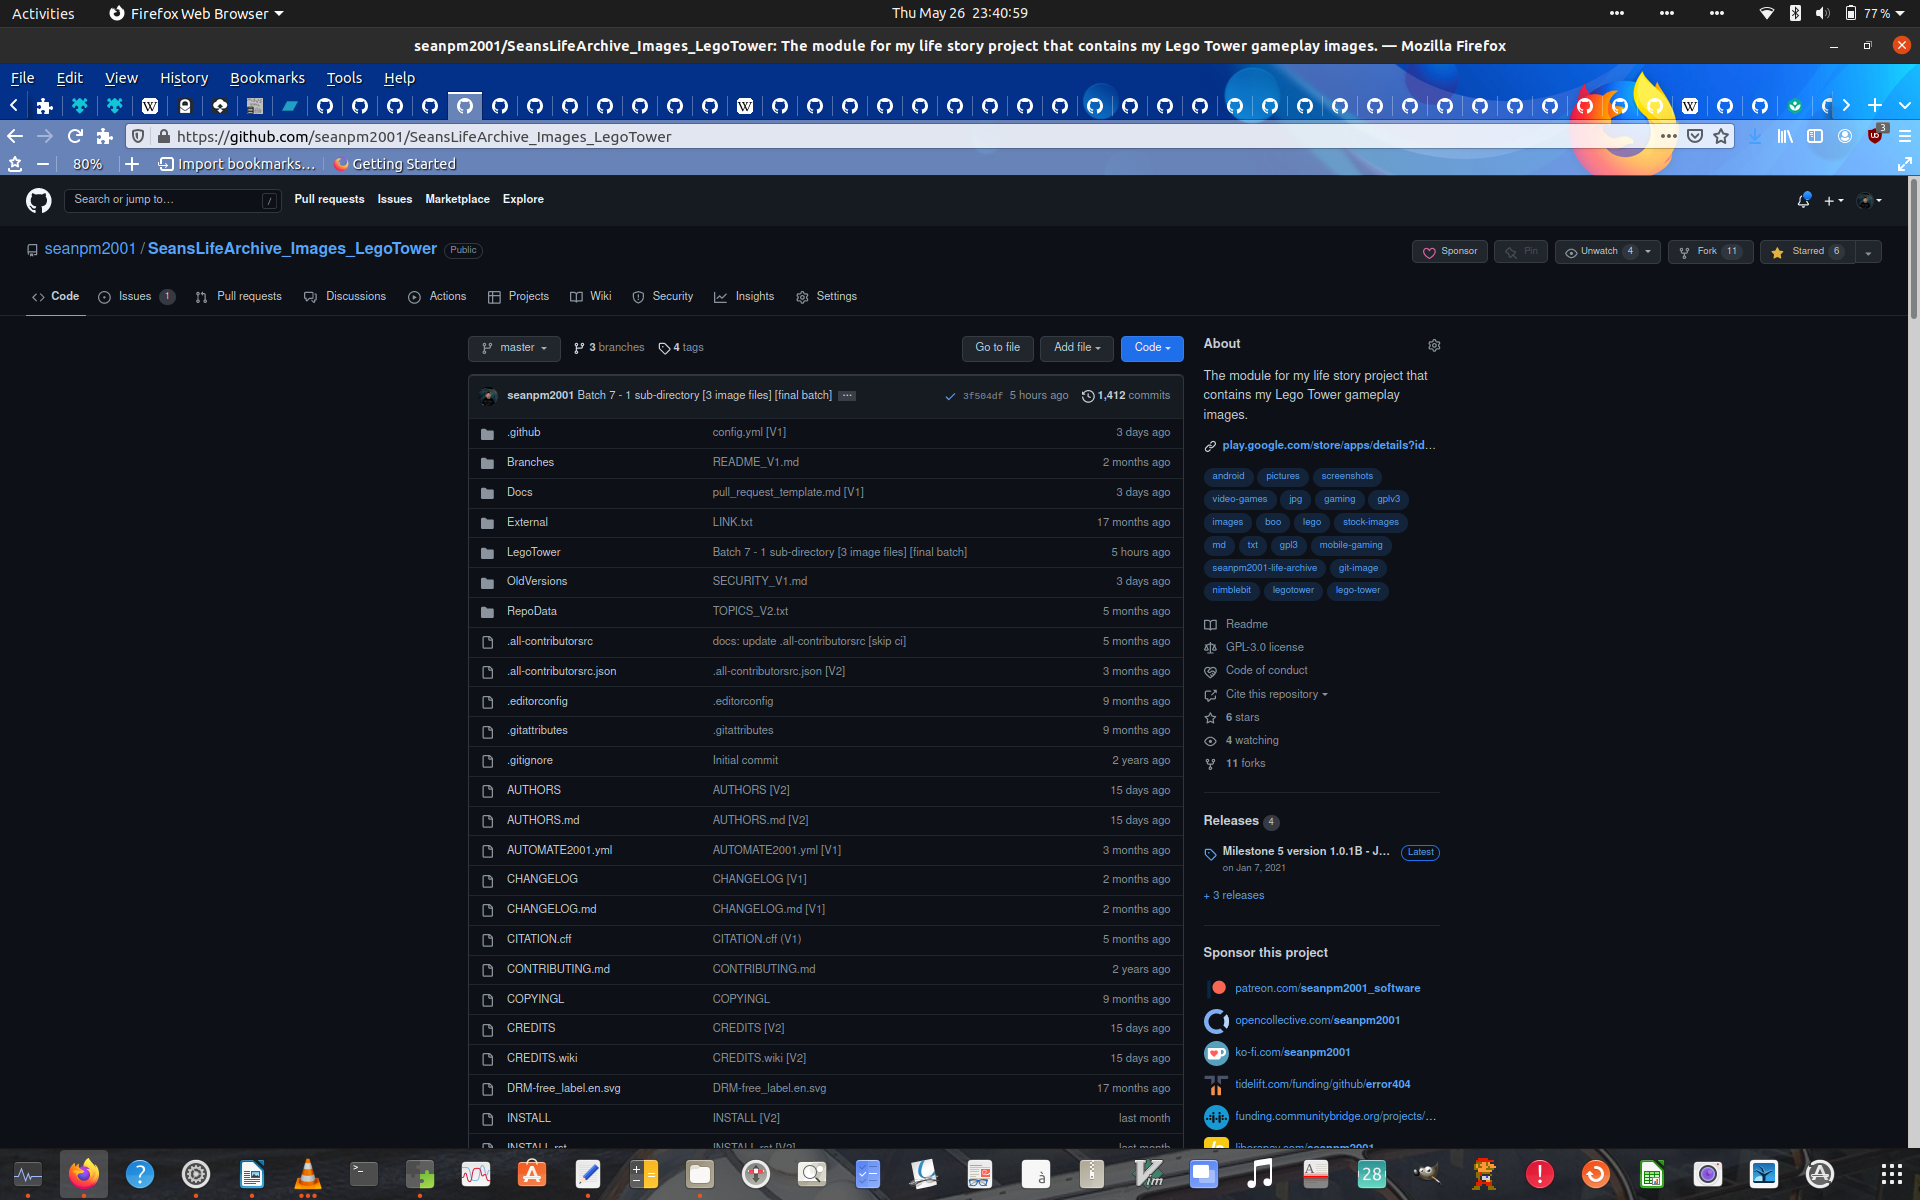 Activities
Firefox Web Browser
Thu May 26 23:40:59
77 %
seanpm2001/SeansLifeArchive_Images_LegoTower: The module for my life story project that contains my Lego Tower gameplay images. — Mozilla Firefox
File Edit View History Bookmarks Tools Help
https://github.com/seanpm2001/SeansLifeArchive_Images_LegoTower
3
80%
Import bookmarks...
Getting Started
Search or jump to...
/
Pull requests Issues Marketplace Explore
seanpm2001 / SeansLifeArchive_Images_LegoTower Public
Sponsor
Pin
Unwatch 4
Fork 11
Starred 6
Code
Issues 1
Pull requests
Discussions
Actions
Projects
Wiki
Security
Insights
Settings
master
3 branches
4 tags
Go to file
Add file
Code
seanpm2001 Batch 7 - 1 sub-directory [3 image files] [final batch] ... 3f504df 5 hours ago 1,412 commits
.github config.yml [V1] 3 days ago
Branches README_V1.md 2 months ago
Docs pull_request_template.md [V1] 3 days ago
External LINK.txt 17 months ago
LegoTower Batch 7 - 1 sub-directory [3 image files] [final batch] 5 hours ago
OldVersions SECURITY_V1.md 3 days ago
RepoData TOPICS_V2.txt 5 months ago
.all-contributorsrc docs: update .all-contributorsrc [skip ci] 5 months ago
.all-contributorsrc.json .all-contributorsrc.json [V2] 3 months ago
.editorconfig .editorconfig 9 months ago
.gitattributes .gitattributes 9 months ago
.gitignore Initial commit 2 years ago
AUTHORS AUTHORS [V2] 15 days ago
AUTHORS.md AUTHORS.md [V2] 15 days ago
AUTOMATE2001.yml AUTOMATE2001.yml [V1] 3 months ago
CHANGELOG CHANGELOG [V1] 2 months ago
CHANGELOG.md CHANGELOG.md [V1] 2 months ago
CITATION.cff CITATION.cff (V1) 5 months ago
CONTRIBUTING.md CONTRIBUTING.md 2 years ago
COPYINGL COPYINGL 9 months ago
CREDITS CREDITS [V2] 15 days ago
CREDITS.wiki CREDITS.wiki [V2] 15 days ago
DRM-free_label.en.svg DRM-free_label.en.svg 17 months ago
INSTALL INSTALL [V2] last month
INSTALL.rst INSTALL.rst [V2] last month
About
The module for my life story project that
contains my Lego Tower gameplay
images.
play.google.com/store/apps/details?id...
android pictures screenshots
video-games jpg gaming gplv3
images boo lego stock-images
md txt gpl3 mobile-gaming
seanpm2001-life-archive git-image
nimblebit legotower lego-tower
Readme
GPL-3.0 license
Code of conduct
Cite this repository
6 stars
4 watching
11 forks
Releases 4
Milestone 5 version 1.0.1B - J... Latest
on Jan 7, 2021
+ 3 releases
Sponsor this project
patreon.com/seanpm2001_software
opencollective.com/seanpm2001
ko-fi.com/seanpm2001
tidelift.com/funding/github/error404
funding.communitybridge.org/projects/...
liberapay.com/seanpm2001
28